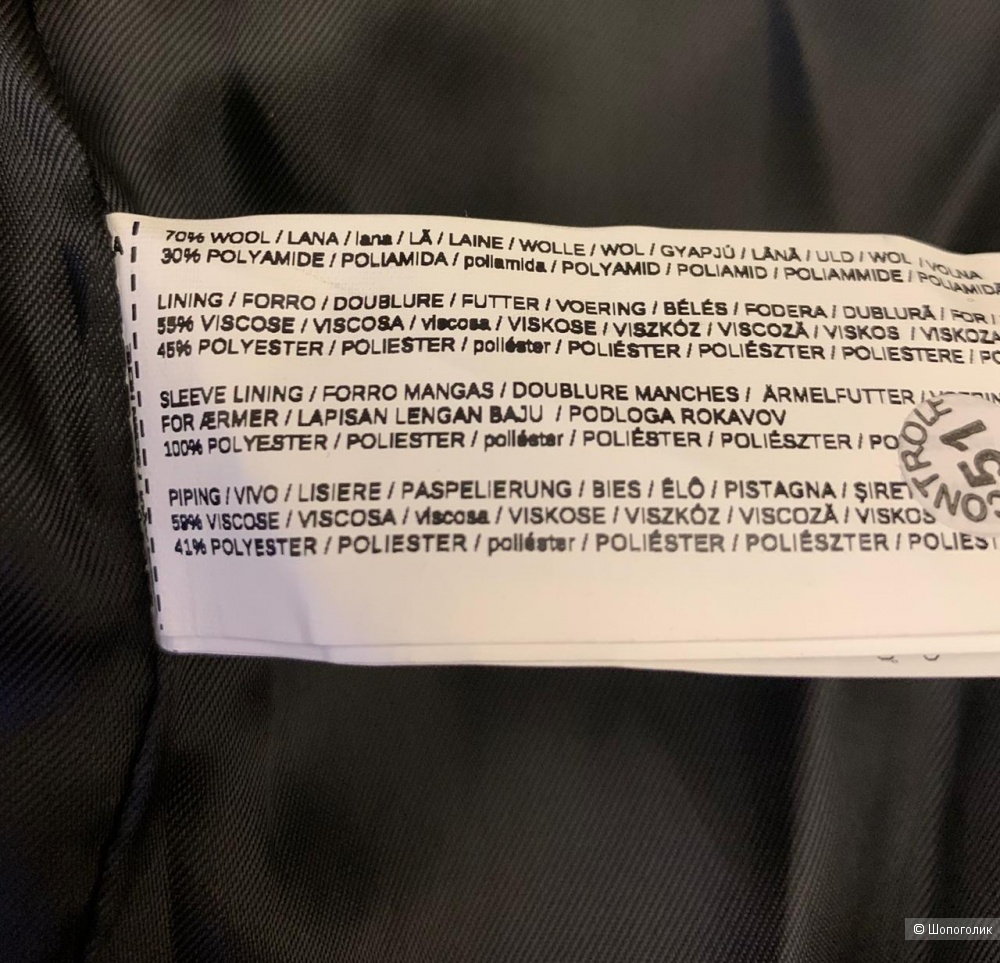 A
70% WOOL / LANA / lana / LÃ / LAINE / WOLLE / WOL / GYAPJÚ / LÂNĂ / ULD / WOL / VOLNA
30% POLYAMIDE / POLIAMIDA / poliamida / POLYAMID / POLIAMID / POLIAMMIDE / POLIAMIDĂ
LINING / FORRO / DOUBLURE / FUTTER / VOERING / BÉLÉS / FODERA / DUBLURĂ / FOR /
55% VISCOSE / VISCOSA / viscosa / VISKOSE / VISZKÓZ / VISCOZĂ / VISKOS / VISKOZA
45% POLYESTER / POLIESTER / poliéster / POLIÉSTER / POLIÉSZTER / POLIESTERE / PO
SLEEVE LINING / FORRO MANGAS / DOUBLURE MANCHES / ÄRMELFUTTER /
FOR ÆRMER / LAPISAN LENGAN BAJU / PODLOGA ROKAVOV
100% POLYESTER / POLIESTER / poliéster / POLIÉSTER / POLIÉSZTER / PO
PIPING / VIVO / LISIERE / PASPELIERUNG / BIES / ÉLŐ / PISTAGNA / ŞIRET
59% VISCOSE / VISCOSA / viscosa / VISKOSE / VISZKÓZ / VISCOZĂ / VISKOS
41% POLYESTER / POLIESTER / poliéster / POLIÉSTER / POLIÉSZTER / POLIES
CONTROLE
51
© Шопоголик